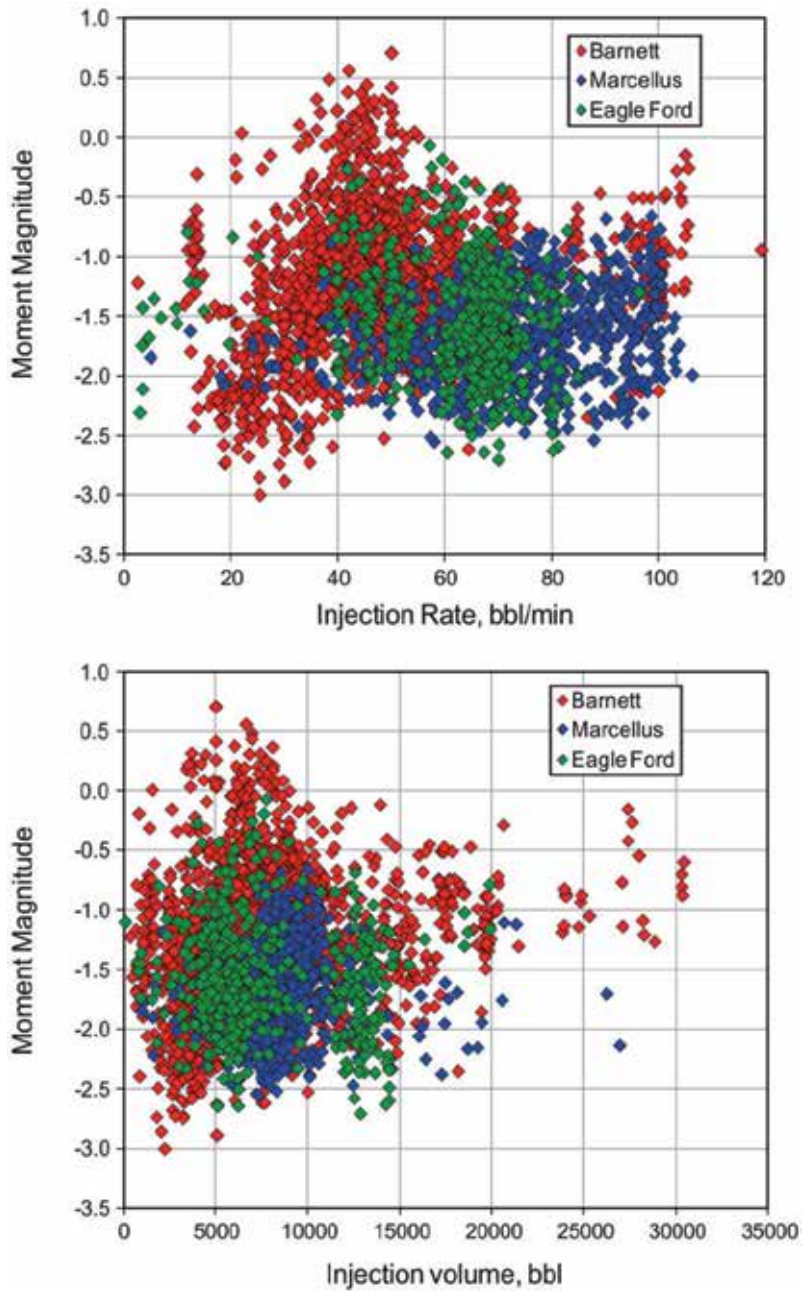 1.0
0.5
0.0
-0.5
-1.0
-1.5
-2.0
-2.5
-3.0
-3.5
Moment Magnitude
Barnett
Marcellus
Eagle Ford
0 20 40 60 80 100 120
Injection Rate, bbl/min
1.0
0.5
0.0
-0.5
-1.0
-1.5
-2.0
-2.5
-3.0
-3.5
Moment Magnitude
Barnett
Marcellus
Eagle Ford
0 5000 10000 15000 20000 25000 30000 35000
Injection volume, bbl